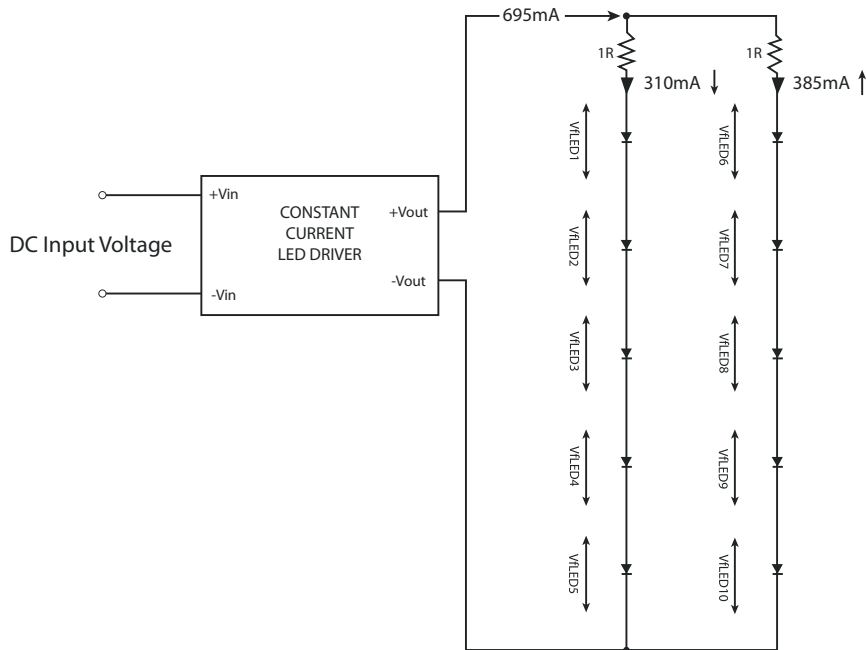 695mA
1R
1R
310mA
385mA
VfLED1
VfLED6
+Vin
CONSTANT
CURRENT
LED DRIVER
+Vout
-Vout
-Vin
DC Input Voltage
VfLED2
VfLED7
VfLED3
VfLED8
VfLED4
VfLED9
VfLED5
VfLED10